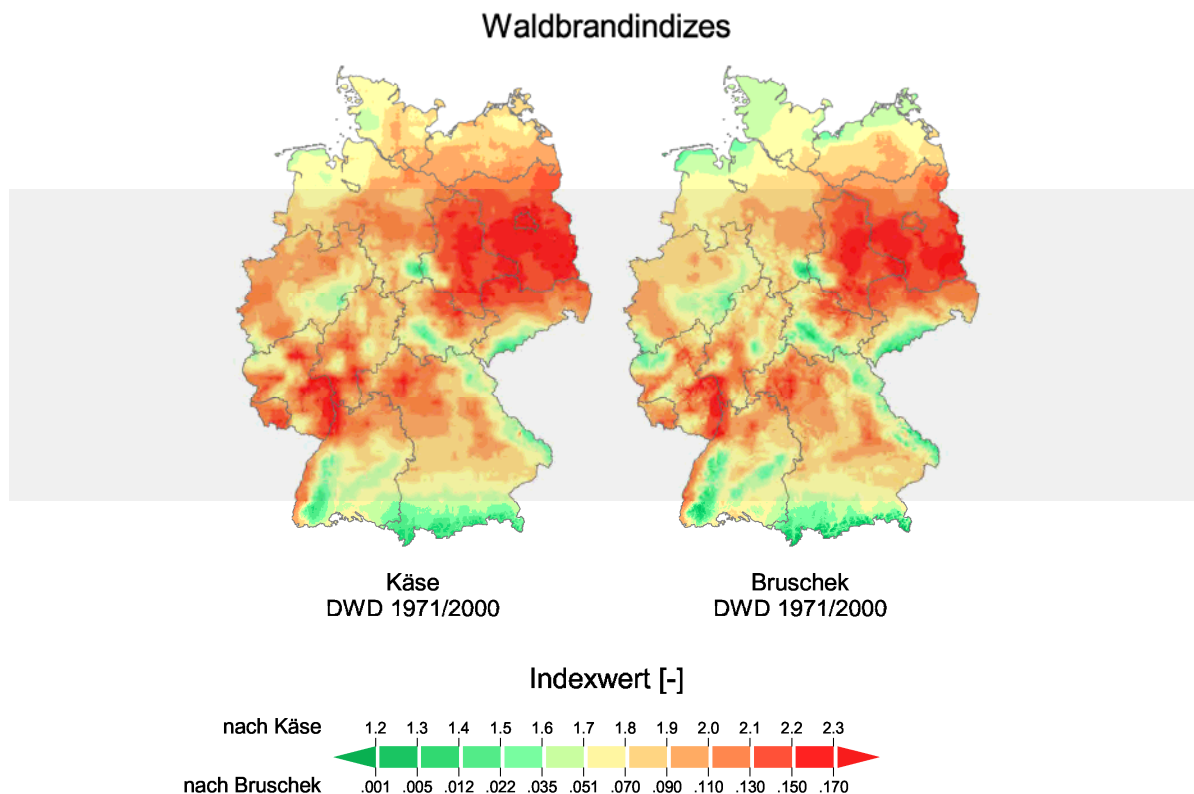 Waldbrandindizes
Käse
DWD 1971/2000
Bruschek
DWD 1971/2000
Indexwert [-]
nach Käse 1.2 1.3 1.4 1.5 1.6 1.7 1.8 1.9 2.0 2.1 2.2 2.3
nach Bruschek .001 .005 .012 .022 .035 .051 .070 .090 .110 .130 .150 .170